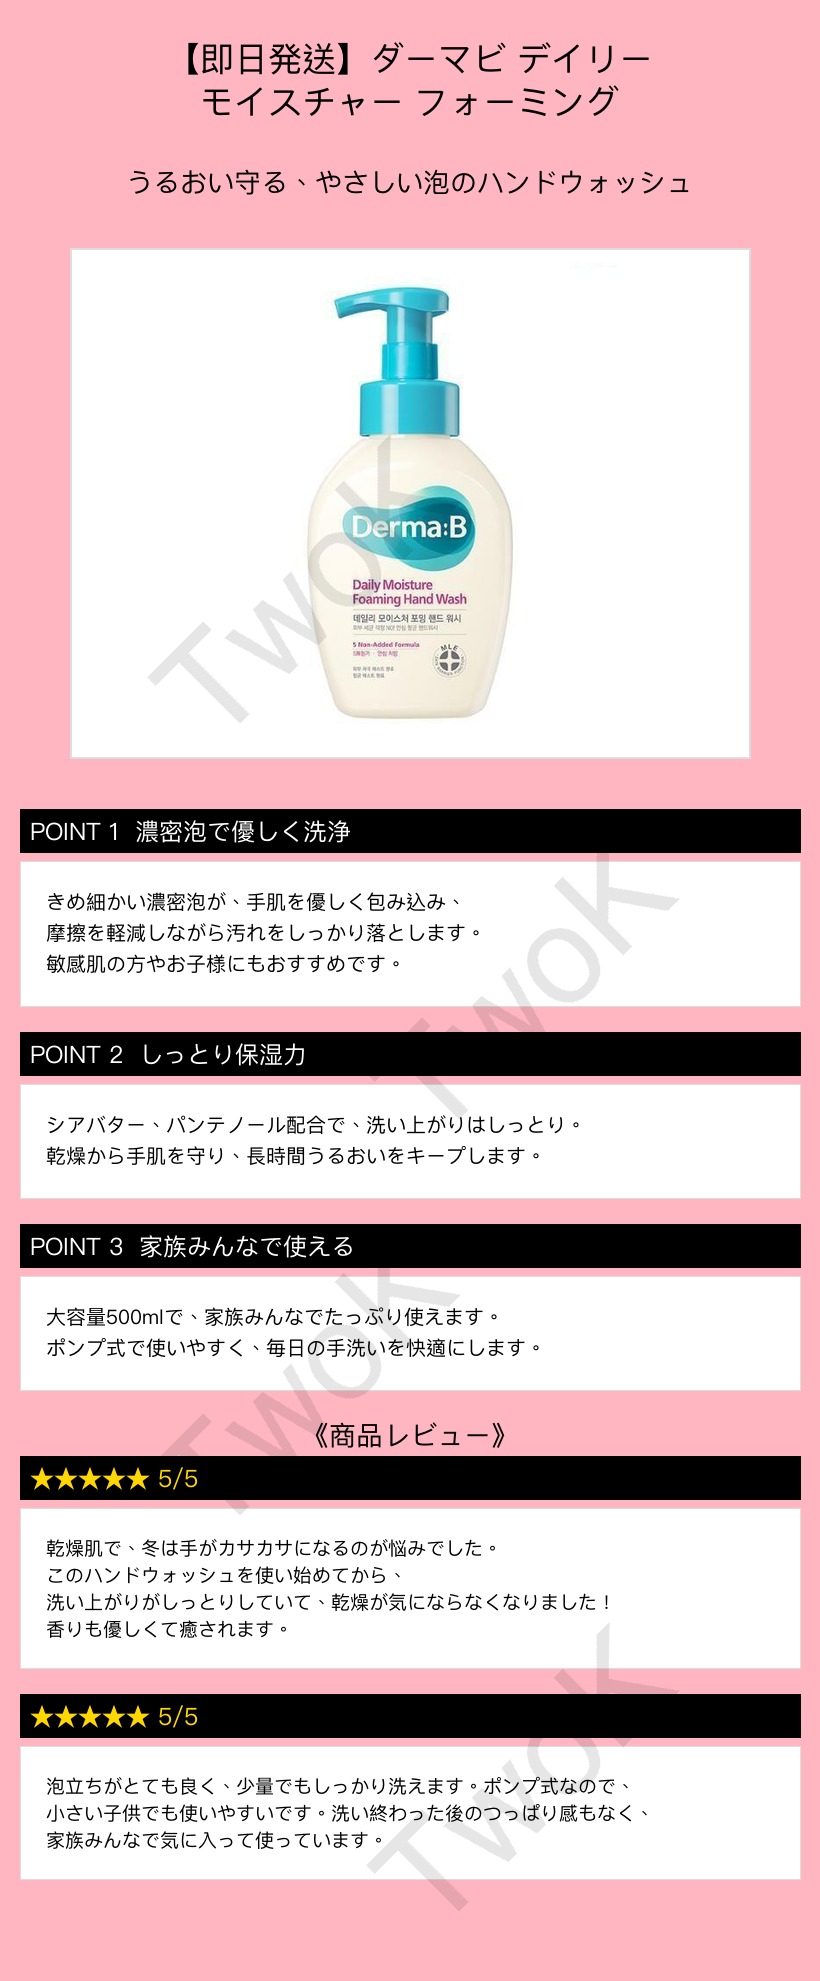 【即日発送】ダーマビ デイリー
モイスチャー フォーミング
うるおい守る、やさしい泡のハンドウォッシュ
Derma:B
Daily Moisture
Foaming Hand Wash
데일리 모이스처 포밍 핸드 워시
5 Non-Added Formula
MLE
TwoK
POINT 1 濃密泡で優しく洗浄
きめ細かい濃密泡が、手肌を優しく包み込み、
摩擦を軽減しながら汚れをしっかり落とします。
敏感肌の方やお子様にもおすすめです。
TwoK
POINT 2 しっとり保湿力
シアバター、パンテノール配合で、洗い上がりはしっとり。
乾燥から手肌を守り、長時間うるおいをキープします。
POINT 3 家族みんなで使える
大容量500mlで、家族みんなでたっぷり使えます。
ポンプ式で使いやすく、毎日の手洗いを快適にします。
TwoK
《商品レビュー》
★★★★★ 5/5
乾燥肌で、冬は手がカサカサになるのが悩みでした。
このハンドウォッシュを使い始めてから、
洗い上がりがしっとりしていて、乾燥が気にならなくなりました！
香りも優しくて癒されます。
★★★★★ 5/5
泡立ちがとても良く、少量でもしっかり洗えます。ポンプ式なので、
小さい子供でも使いやすいです。洗い終わった後のつっぱり感もなく、
家族みんなで気に入って使っています。
TwoK